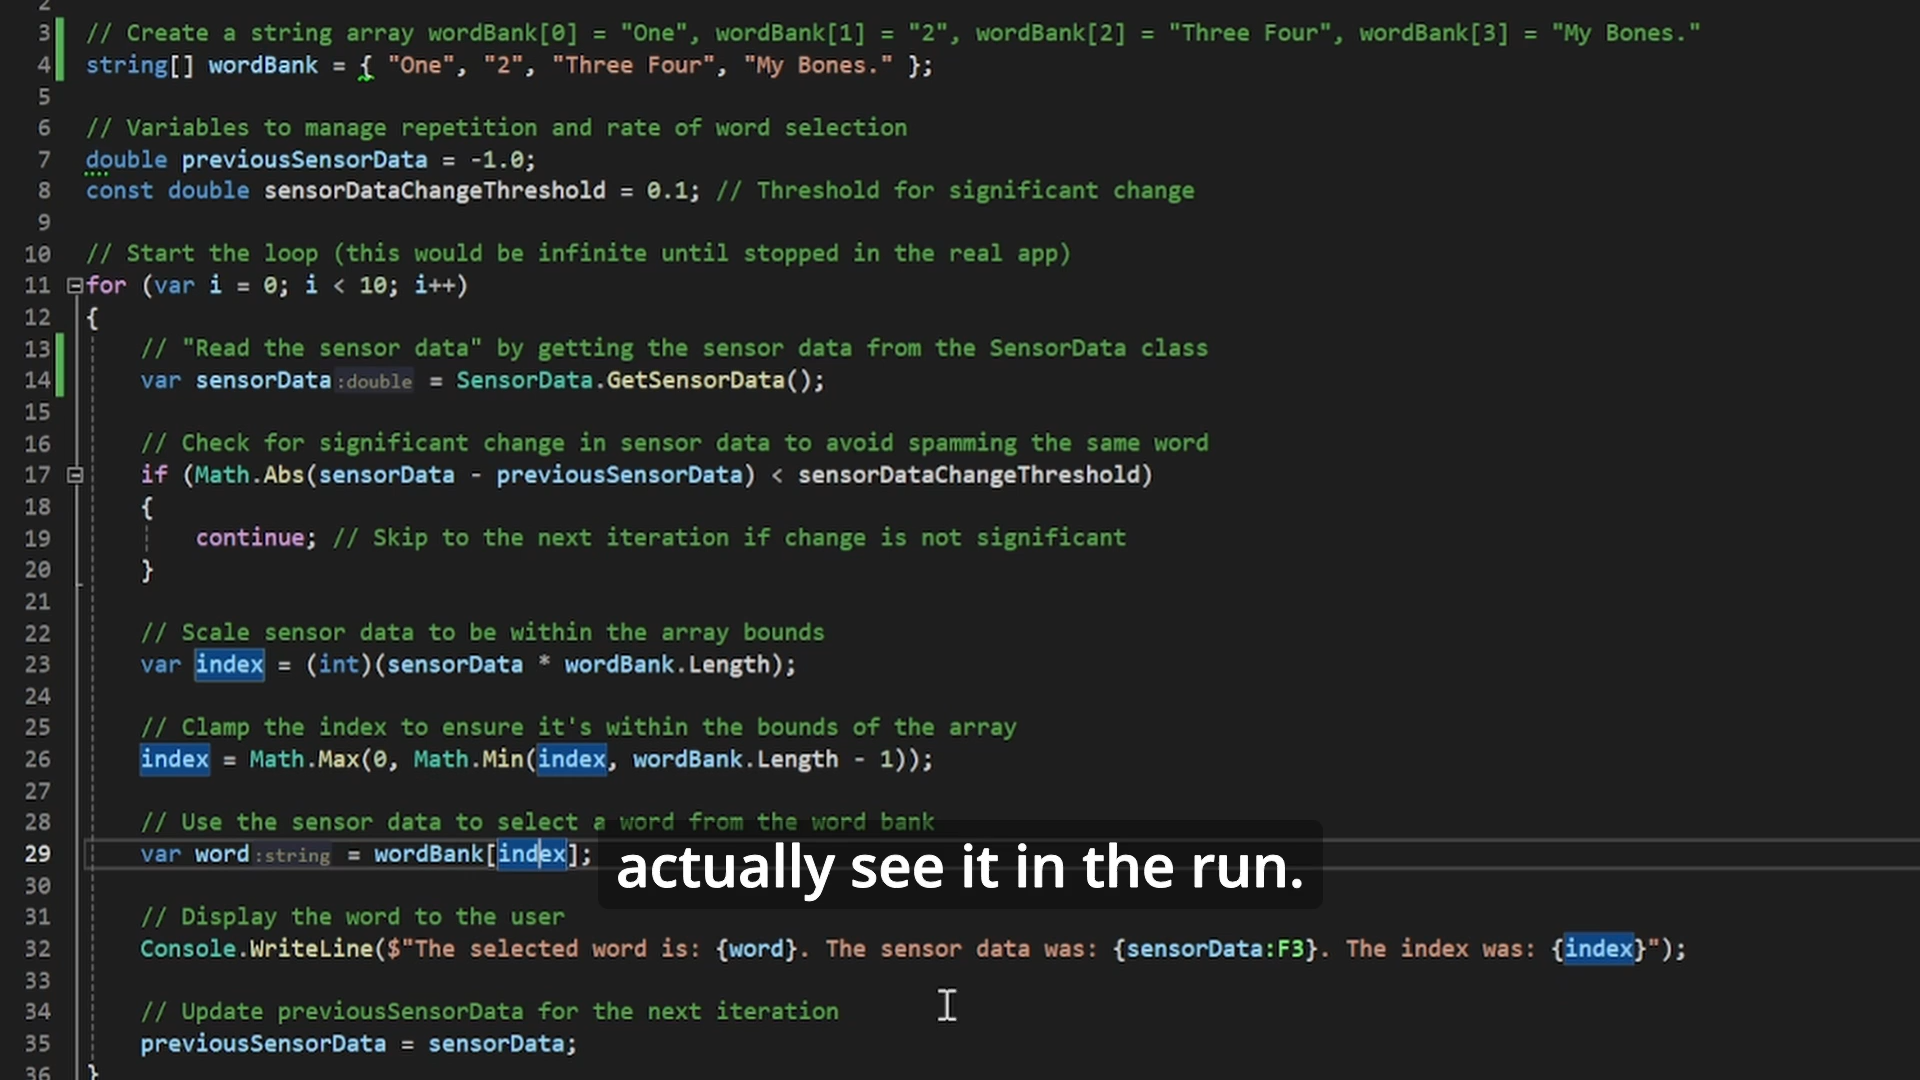 2
3 // Create a string array wordBank[0] = "One", wordBank[1] = "2", wordBank[2] = "Three Four", wordBank[3] = "My Bones."
4 string[] wordBank = { "One", "2", "Three Four", "My Bones." };
5
6 // Variables to manage repetition and rate of word selection
7 double previousSensorData = -1.0;
8 const double sensorDataChangeThreshold = 0.1; // Threshold for significant change
9
10 // Start the loop (this would be infinite until stopped in the real app)
11 for (var i = 0; i < 10; i++)
12 {
13 // "Read the sensor data" by getting the sensor data from the SensorData class
14 var sensorData :double = SensorData.GetSensorData();
15
16 // Check for significant change in sensor data to avoid spamming the same word
17 if (Math.Abs(sensorData - previousSensorData) < sensorDataChangeThreshold)
18 {
19 continue; // Skip to the next iteration if change is not significant
20 }
21
22 // Scale sensor data to be within the array bounds
23 var index = (int)(sensorData * wordBank.Length);
24
25 // Clamp the index to ensure it's within the bounds of the array
26 index = Math.Max(0, Math.Min(index, wordBank.Length - 1));
27
28 // Use the sensor data to select a word from the word bank
29 var word :string = wordBank[index];
actually see it in the run.
30
31 // Display the word to the user
32 Console.WriteLine($"The selected word is: {word}. The sensor data was: {sensorData:F3}. The index was: {index}");
33
34 // Update previousSensorData for the next iteration
35 previousSensorData = sensorData;
36 }